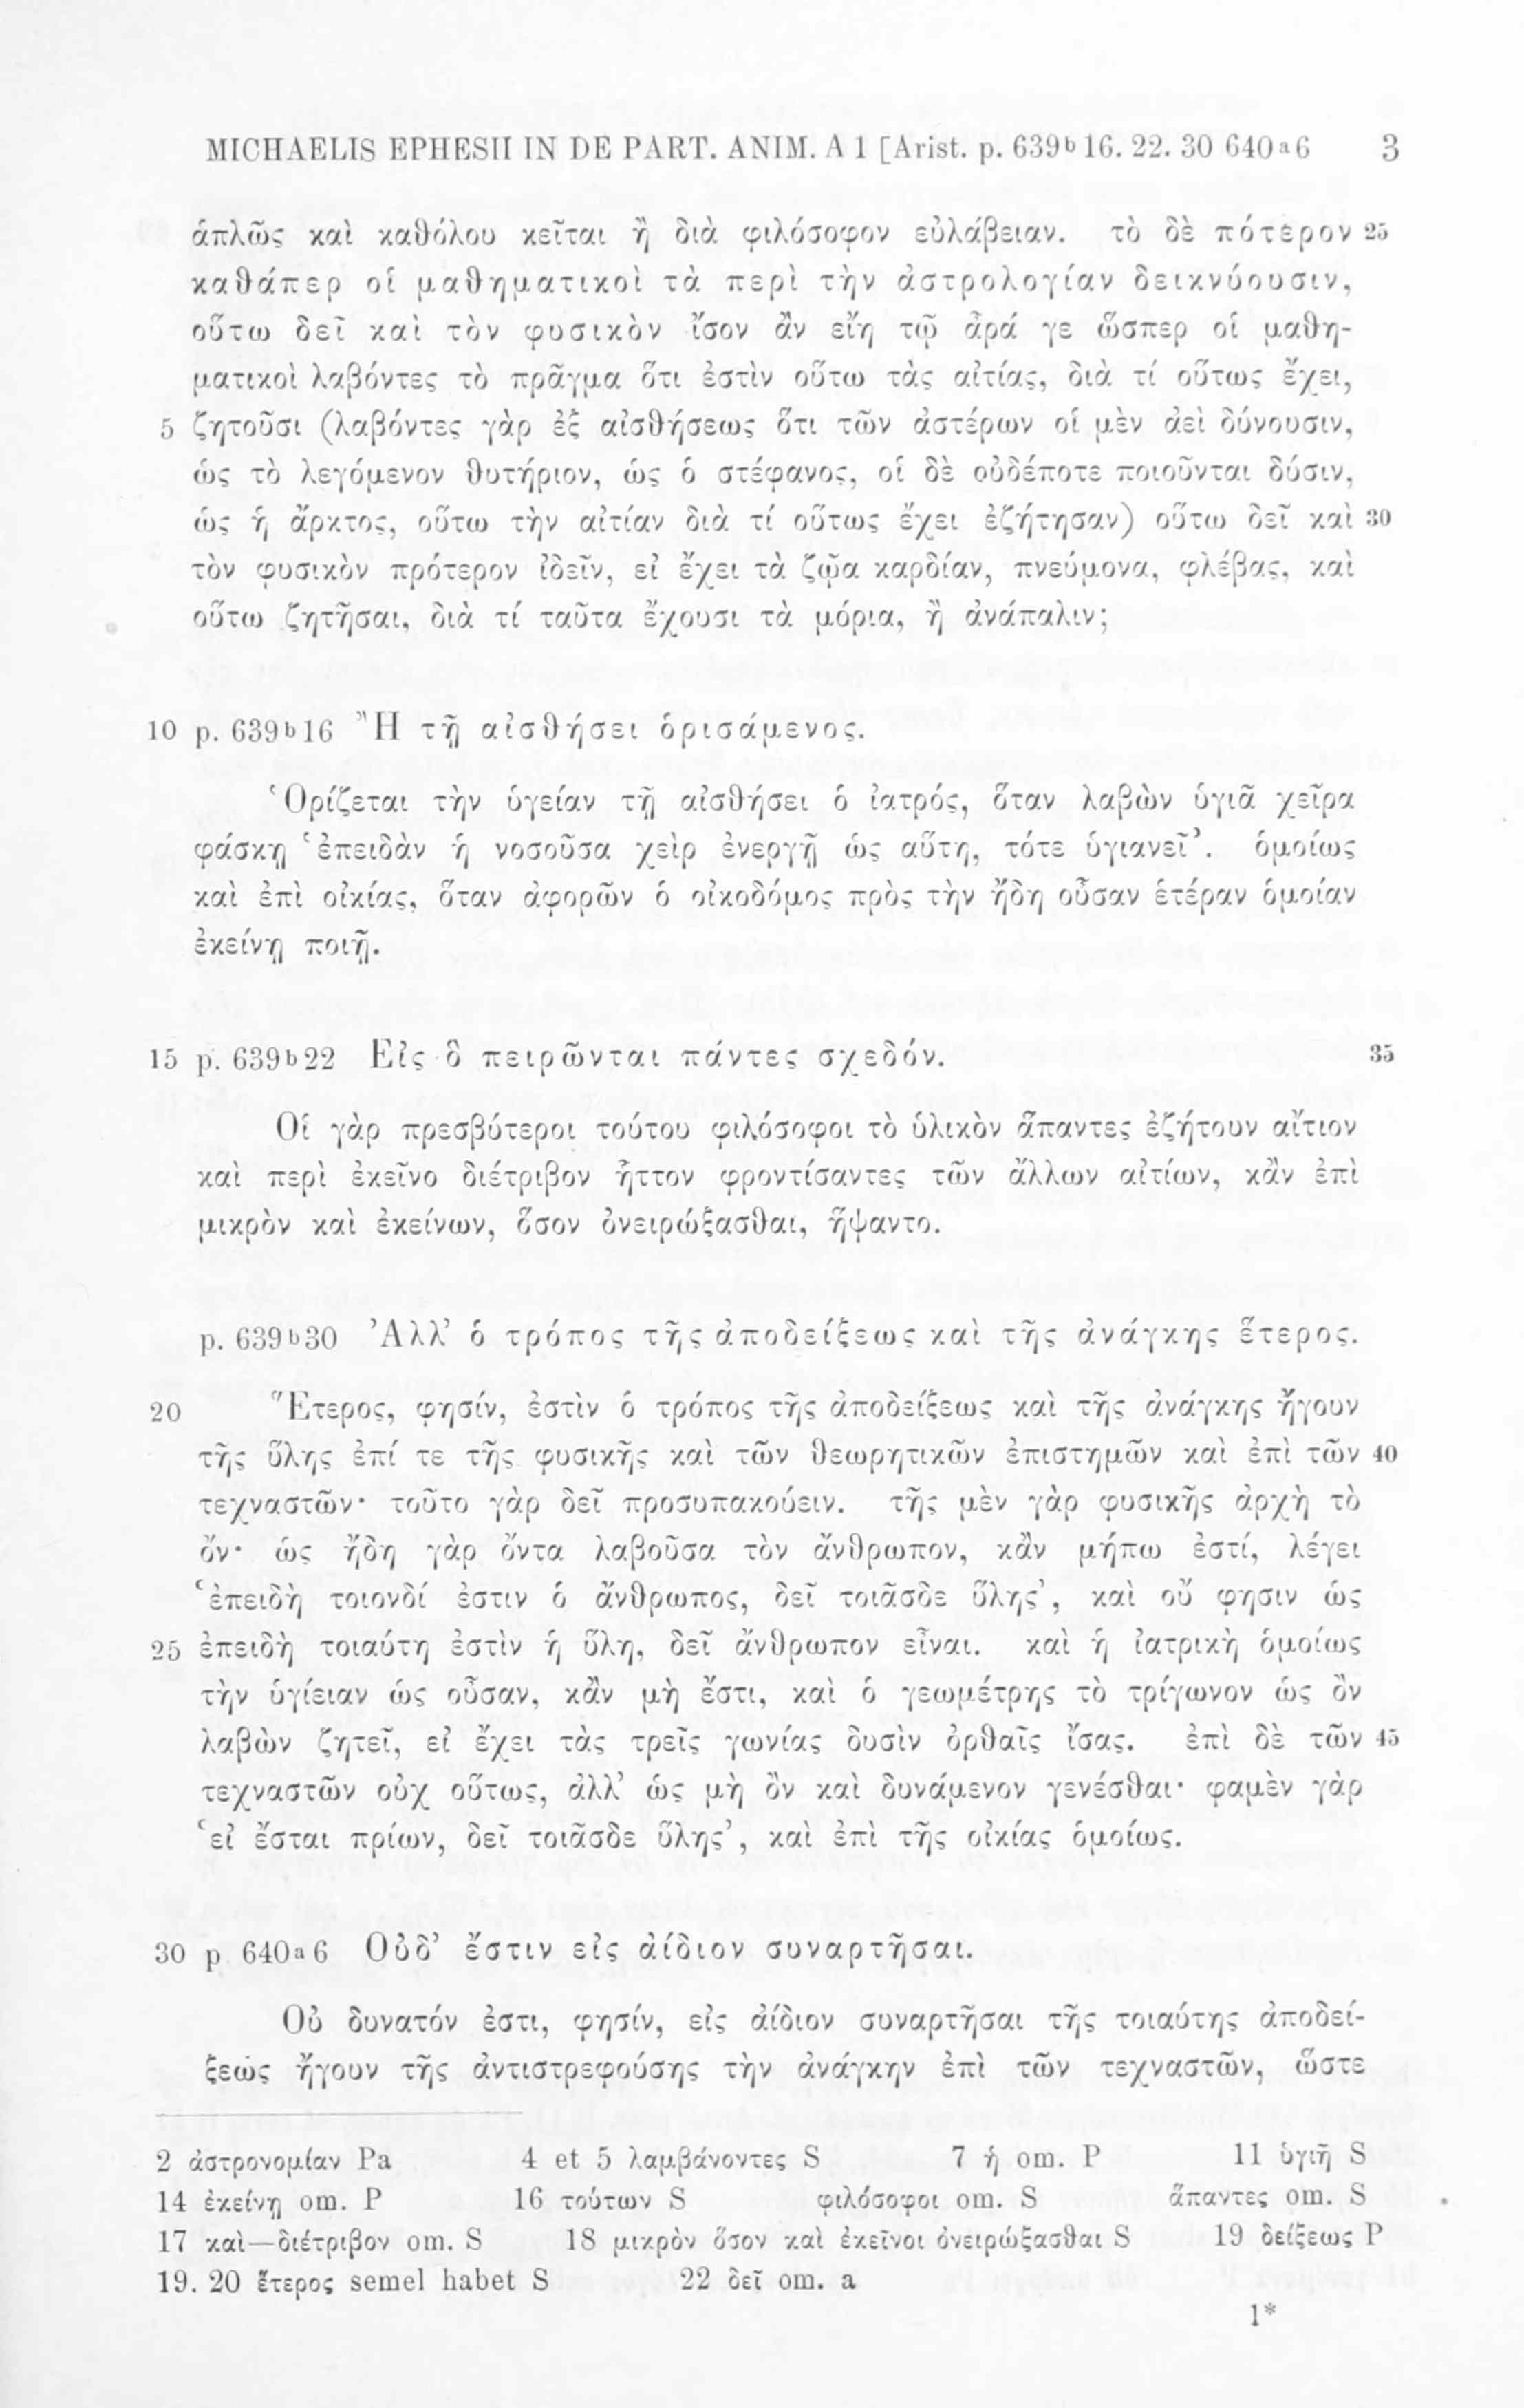 MICHAELIS EPHESII IN DE PART. ANIM. A 1 [Arist. p. 639ᵇ16. 22. 30 640ᵃ6 3
ἁπλῶς καὶ καθόλου κεῖται ἢ διὰ φιλόσοφον εὐλάβειαν. τὸ δὲ πότερον 25
καθάπερ οἱ μαθηματικοὶ τὰ περὶ τὴν ἀστρολογίαν δεικνύουσιν,
οὕτω δεῖ καὶ τὸν φυσικὸν ἴσον ἂν εἴη τῷ ἆρά γε ὥσπερ οἱ μαθη-
ματικοὶ λαβόντες τὸ πρᾶγμα ὅτι ἐστὶν οὕτω τὰς αἰτίας, διὰ τί οὕτως ἔχει,
5 ζητοῦσι (λαβόντες γὰρ ἐξ αἰσθήσεως ὅτι τῶν ἀστέρων οἱ μὲν ἀεὶ δύνουσιν,
ὡς τὸ λεγόμενον θυτήριον, ὡς ὁ στέφανος, οἱ δὲ οὐδέποτε ποιοῦνται δύσιν,
ὡς ἡ ἄρκτος, οὕτω τὴν αἰτίαν διὰ τί οὕτως ἔχει ἐζήτησαν) οὕτω δεῖ καὶ 30
τὸν φυσικὸν πρότερον ἰδεῖν, εἰ ἔχει τὰ ζῷα καρδίαν, πνεύμονα, φλέβας, καὶ
οὕτω ζητῆσαι, διὰ τί ταῦτα ἔχουσι τὰ μόρια, ἢ ἀνάπαλιν;
10 p. 639ᵇ16 Ἢ τῇ αἰσθήσει ὁρισάμενος.
Ὁρίζεται τὴν ὑγείαν τῇ αἰσθήσει ὁ ἰατρός, ὅταν λαβὼν ὑγιᾶ χεῖρα
φάσκῃ ‘ἐπειδὰν ἡ νοσοῦσα χεὶρ ἐνεργῇ ὡς αὕτη, τότε ὑγιανεῖ’. ὁμοίως
καὶ ἐπὶ οἰκίας, ὅταν ἀφορῶν ὁ οἰκοδόμος πρὸς τὴν ἤδη οὖσαν ἑτέραν ὁμοίαν
ἐκείνῃ ποιῇ.
15 p. 639ᵇ22 Εἰς ὃ πειρῶνται πάντες σχεδόν. 35
Οἱ γὰρ πρεσβύτεροι τούτου φιλόσοφοι τὸ ὑλικὸν ἅπαντες ἐζήτουν αἴτιον
καὶ περὶ ἐκεῖνο διέτριβον ἧττον φροντίσαντες τῶν ἄλλων αἰτίων, κἂν ἐπὶ
μικρὸν καὶ ἐκείνων, ὅσον ὀνειρώξασθαι, ἥψαντο.
p. 639ᵇ30 Ἀλλ’ ὁ τρόπος τῆς ἀποδείξεως καὶ τῆς ἀνάγκης ἕτερος.
20 Ἕτερος, φησίν, ἐστὶν ὁ τρόπος τῆς ἀποδείξεως καὶ τῆς ἀνάγκης ἤγουν
τῆς ὕλης ἐπί τε τῆς φυσικῆς καὶ τῶν θεωρητικῶν ἐπιστημῶν καὶ ἐπὶ τῶν 40
τεχναστῶν· τοῦτο γὰρ δεῖ προσυπακούειν. τῆς μὲν γὰρ φυσικῆς ἀρχὴ τὸ
ὄν· ὡς ἤδη γὰρ ὄντα λαβοῦσα τὸν ἄνθρωπον, κἂν μήπω ἐστί, λέγει
‘ἐπειδὴ τοιονδί ἐστιν ὁ ἄνθρωπος, δεῖ τοιᾶσδε ὕλης’, καὶ οὔ φησιν ὡς
25 ἐπειδὴ τοιαύτη ἐστὶν ἡ ὕλη, δεῖ ἄνθρωπον εἶναι. καὶ ἡ ἰατρικὴ ὁμοίως
τὴν ὑγίειαν ὡς οὖσαν, κἂν μὴ ἔστι, καὶ ὁ γεωμέτρης τὸ τρίγωνον ὡς ὂν
λαβὼν ζητεῖ, εἰ ἔχει τὰς τρεῖς γωνίας δυσὶν ὀρθαῖς ἴσας. ἐπὶ δὲ τῶν 45
τεχναστῶν οὐχ οὕτως, ἀλλ’ ὡς μὴ ὂν καὶ δυνάμενον γενέσθαι· φαμὲν γὰρ
‘εἰ ἔσται πρίων, δεῖ τοιᾶσδε ὕλης’, καὶ ἐπὶ τῆς οἰκίας ὁμοίως.
30 p 640ᵃ6 Οὐδ’ ἔστιν εἰς ἀίδιον συναρτῆσαι.
Οὐ δυνατόν ἐστι, φησίν, εἰς ἀίδιον συναρτῆσαι τῆς τοιαύτης ἀποδεί-
ξεως ἤγουν τῆς ἀντιστρεφούσης τὴν ἀνάγκην ἐπὶ τῶν τεχναστῶν, ὥστε
2 ἀστρονομίαν Pa 4 et 5 λαμβάνοντες S 7 ἡ om. P 11 ὑγιῆ S
14 ἐκείνῃ om. P 16 τούτων S φιλόσοφοι om. S ἅπαντες om. S
17 καὶ—διέτριβον om. S 18 μικρὸν ὅσον καὶ ἐκεῖνοι ὀνειρώξασθαι S 19 δείξεως P
19. 20 ἕτερος semel habet S 22 δεῖ om. a
1*